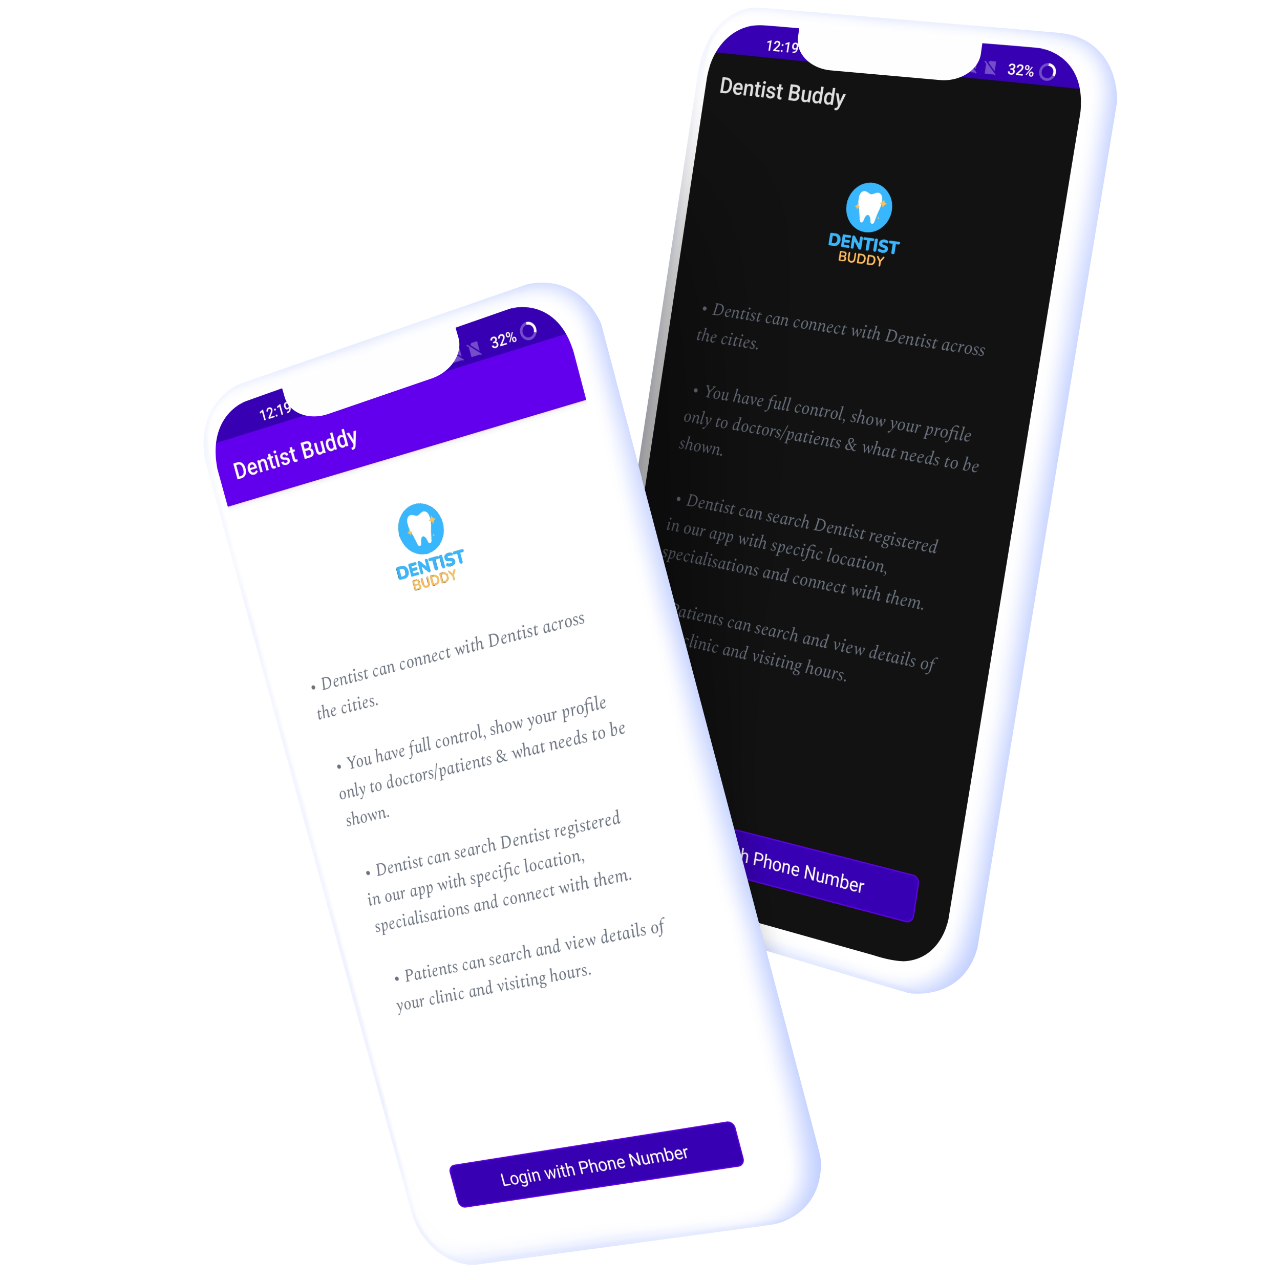 12:19
32%
Dentist Buddy
DENTIST
BUDDY
• Dentist can connect with Dentist across
the cities.
• You have full control, show your profile
only to doctors/patients & what needs to be
shown.
• Dentist can search Dentist registered
in our app with specific location,
specialisations and connect with them.
• Patients can search and view details of
your clinic and visiting hours.
Login with Phone Number
12:19
32%
Dentist Buddy
DENTIST
BUDDY
• Dentist can connect with Dentist across
the cities.
• You have full control, show your profile
only to doctors/patients & what needs to be
shown.
• Dentist can search Dentist registered
in our app with specific location,
specialisations and connect with them.
Patients can search and view details of
clinic and visiting hours.
h Phone Number